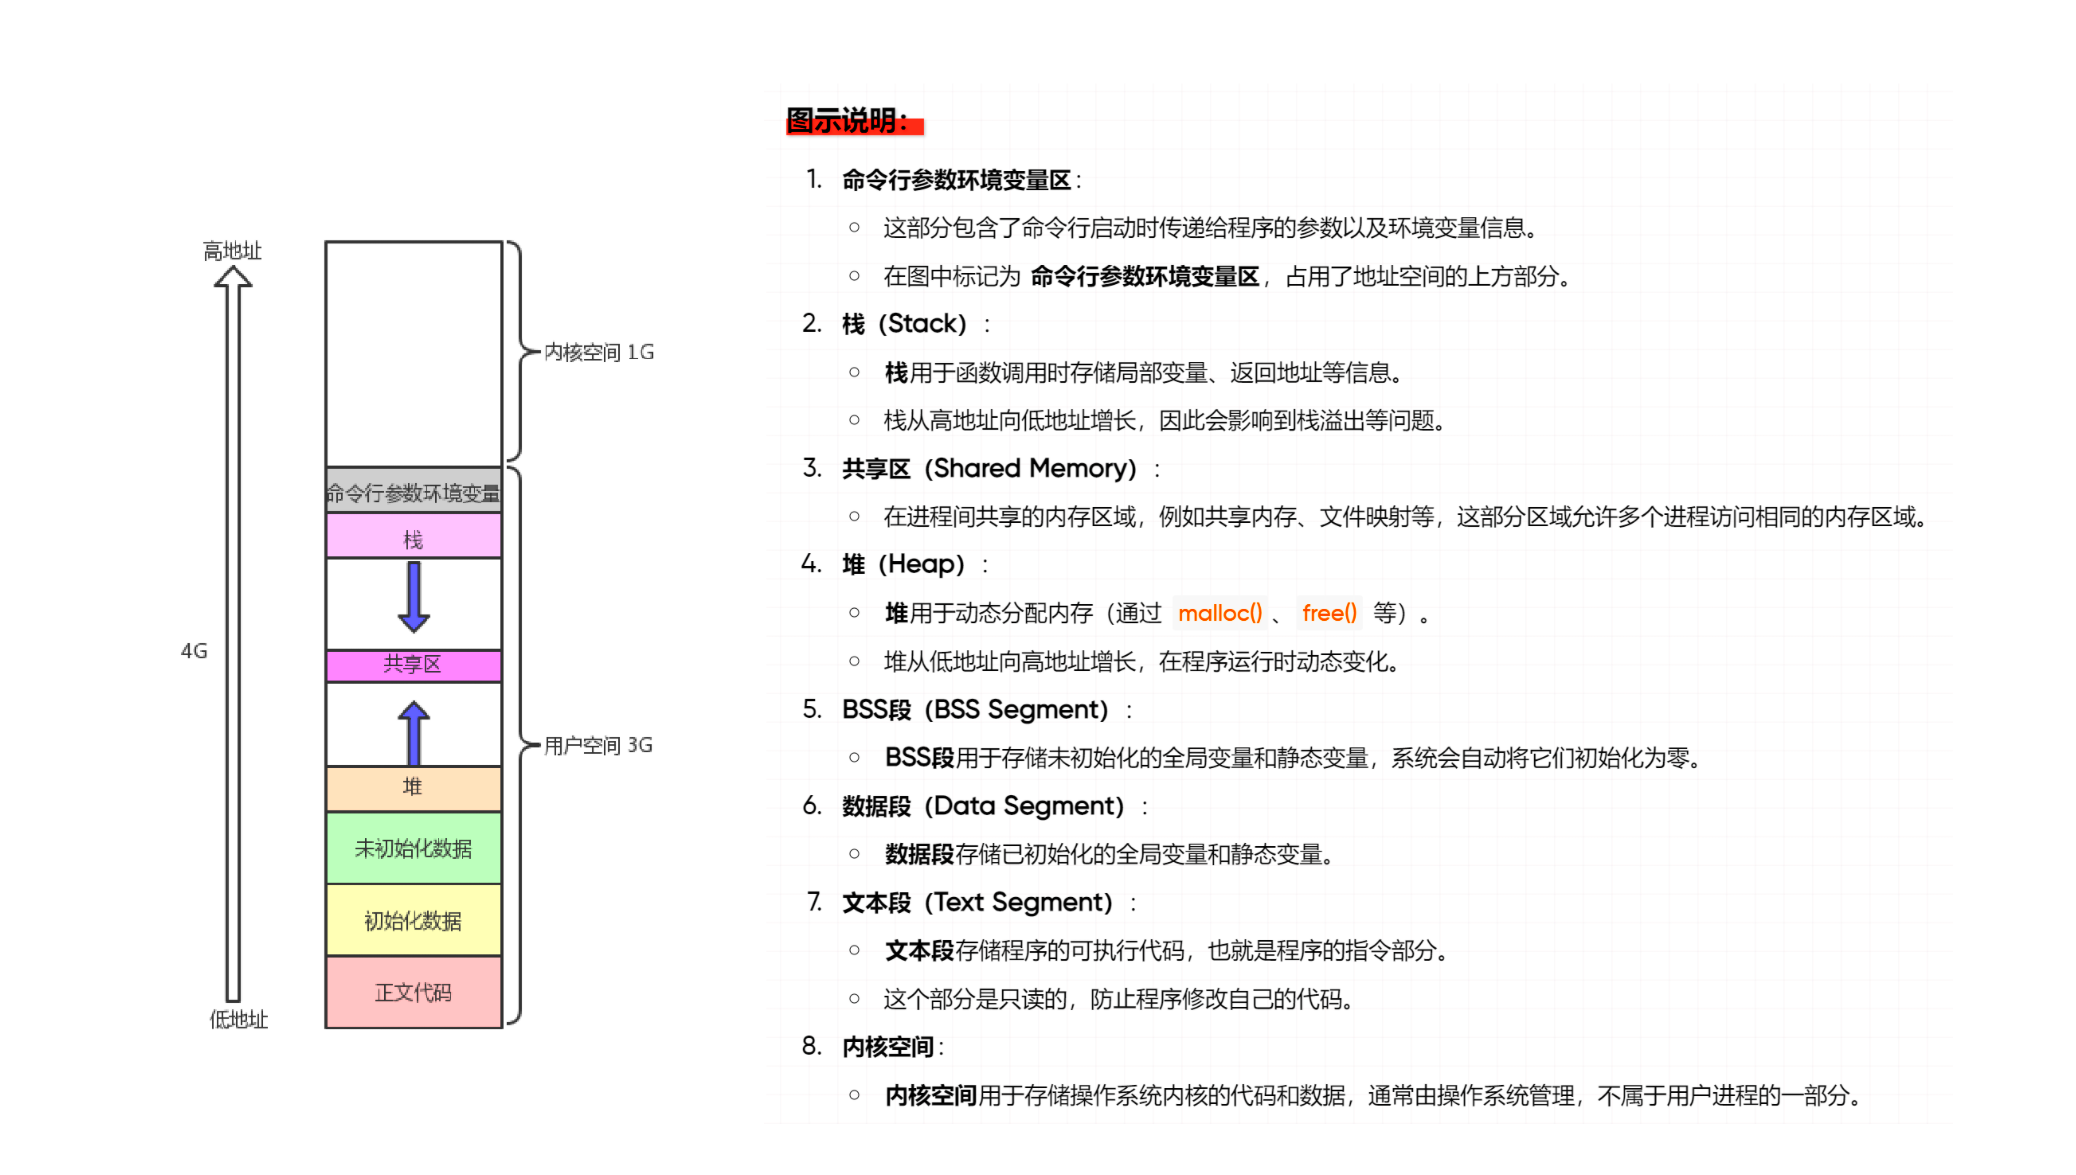 高地址
内核空间 1G
命令行参数环境变量
栈
共享区
4G
用户空间 3G
堆
未初始化数据
初始化数据
正文代码
低地址
图示说明：
1. 命令行参数环境变量区：
○ 这部分包含了命令行启动时传递给程序的参数以及环境变量信息。
○ 在图中标记为 命令行参数环境变量区，占用了地址空间的上方部分。
2. 栈（Stack）：
○ 栈用于函数调用时存储局部变量、返回地址等信息。
○ 栈从高地址向低地址增长，因此会影响到栈溢出等问题。
3. 共享区（Shared Memory）：
○ 在进程间共享的内存区域，例如共享内存、文件映射等，这部分区域允许多个进程访问相同的内存区域。
4. 堆（Heap）：
○ 堆用于动态分配内存（通过 malloc() 、 free() 等）。
○ 堆从低地址向高地址增长，在程序运行时动态变化。
5. BSS段（BSS Segment）：
○ BSS段用于存储未初始化的全局变量和静态变量，系统会自动将它们初始化为零。
6. 数据段（Data Segment）：
○ 数据段存储已初始化的全局变量和静态变量。
7. 文本段（Text Segment）：
○ 文本段存储程序的可执行代码，也就是程序的指令部分。
○ 这个部分是只读的，防止程序修改自己的代码。
8. 内核空间：
○ 内核空间用于存储操作系统内核的代码和数据，通常由操作系统管理，不属于用户进程的一部分。